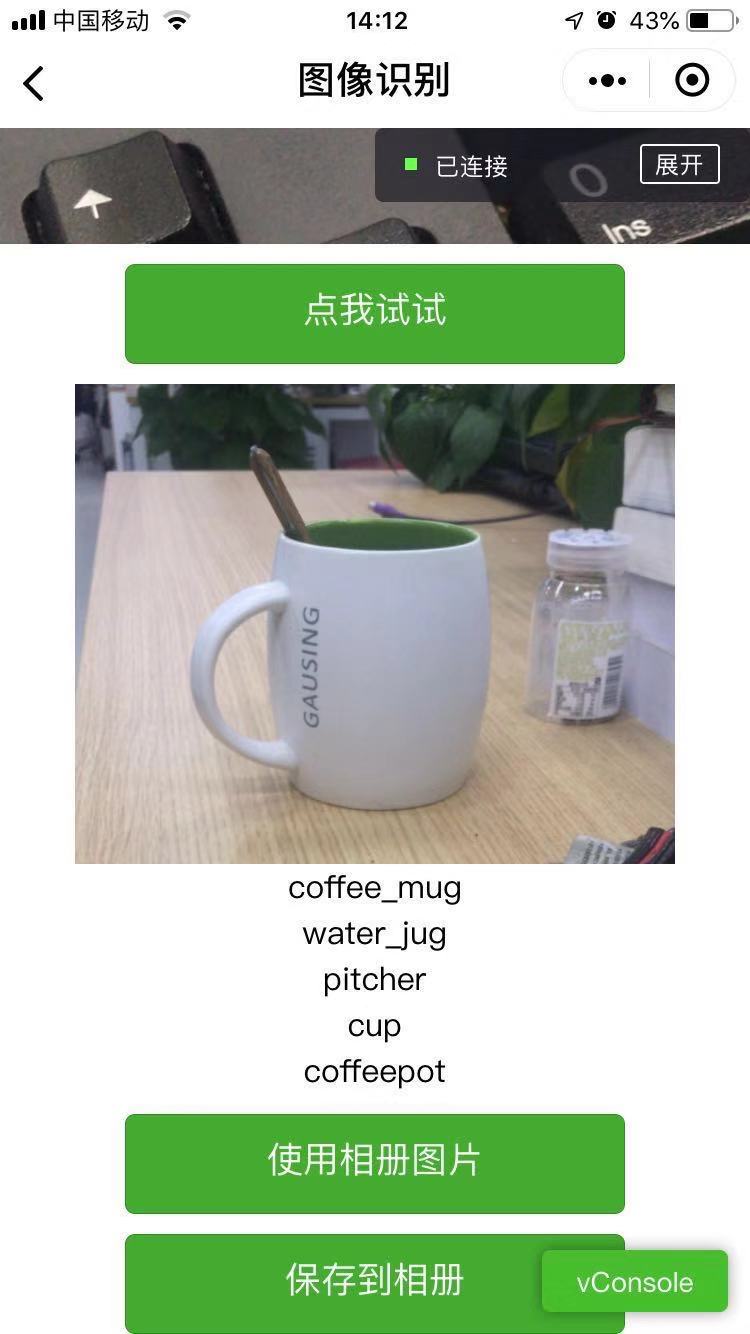 中国移动
14:12
43%
图像识别
已连接
展开
0
Ins
点我试试
GAUSING
coffee_mug
water_jug
pitcher
cup
coffeepot
使用相册图片
保存到相册
vConsole